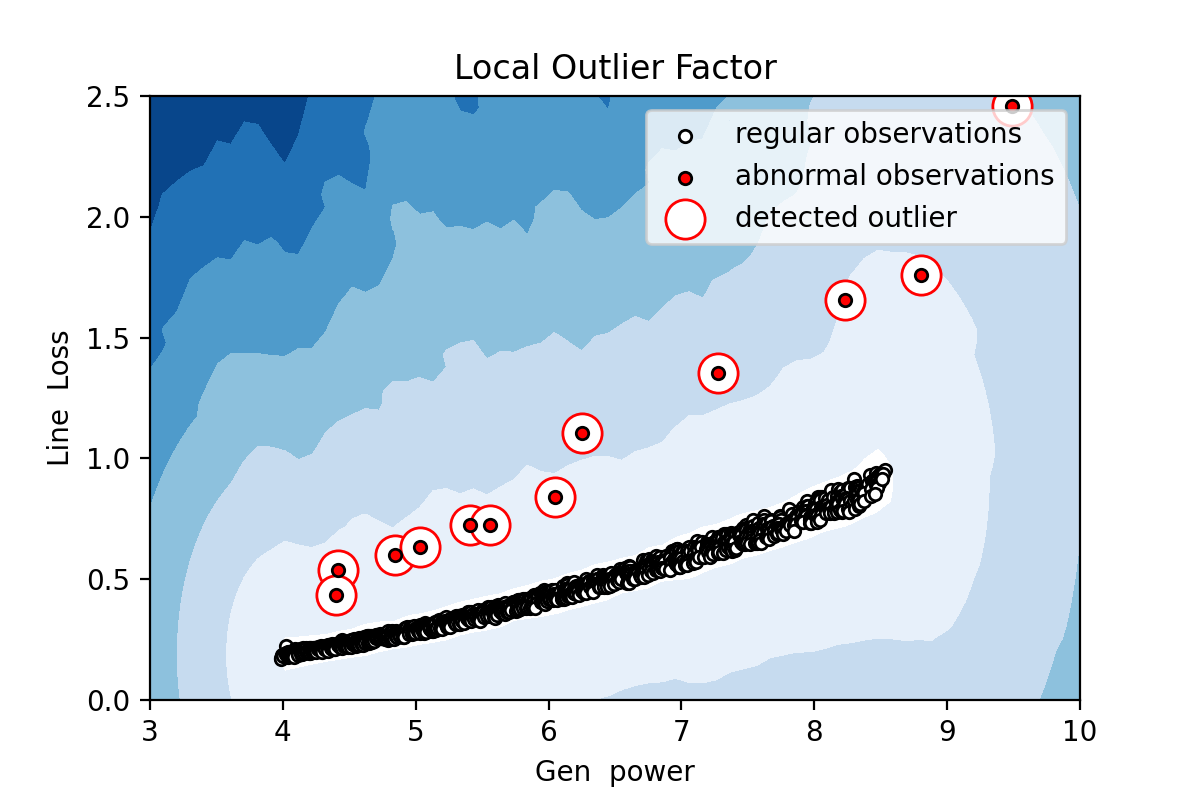 Local Outlier Factor
2.5
2.0
1.5
1.0
0.5
0.0
Line Loss
regular observations
abnormal observations
detected outlier
3 4 5 6 7 8 9 10
Gen power